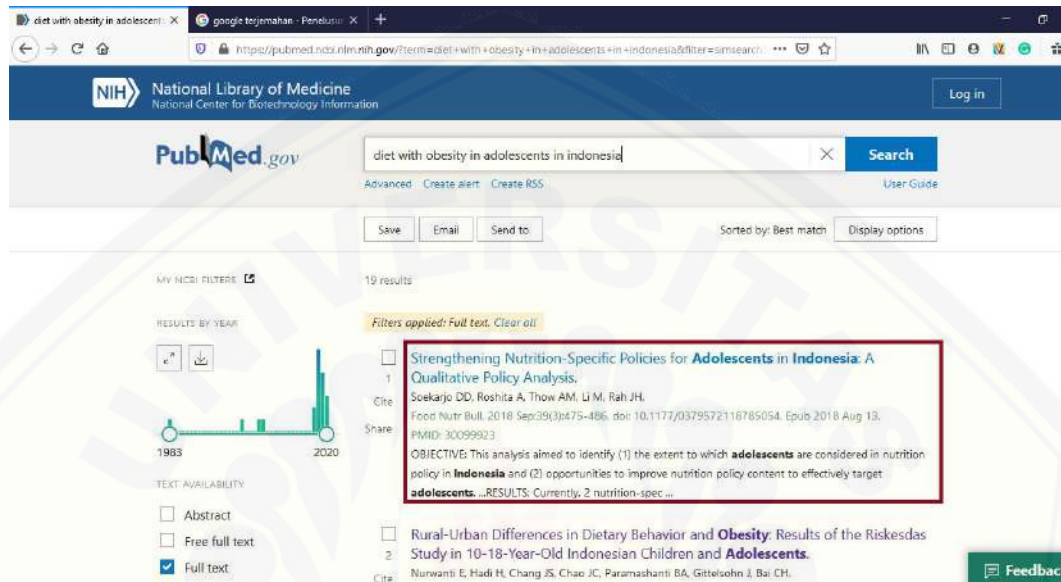 diet with obesity in adolescent
google terjemahan - Penelusu
https://pubmed.ncbi.nlm.nih.gov/?term=diet+with+obesity+in+adolescents+in+indonesia&filter=simsearch
NIH
National Library of Medicine
National Center for Biotechnology Information
Log in
PubMed.gov
diet with obesity in adolescents in indonesia
Search
Advanced Create alert Create RSS
User Guide
Save Email Send to
Sorted by: Best match Display options
MY NCBI FILTERS
19 results
RESULTS BY YEAR
Filters applied: Full text. Clear all
1
Cite
Share
Strengthening Nutrition-Specific Policies for Adolescents in Indonesia: A
Qualitative Policy Analysis.
Soekarjo DD, Roshita A, Thow AM, Li M, Rah JH.
Food Nutr Bull. 2018 Sep;39(3):475-486. doi: 10.1177/0379572118785054. Epub 2018 Aug 13.
PMID: 30099923
OBJECTIVE: This analysis aimed to identify (1) the extent to which adolescents are considered in nutrition
policy in Indonesia and (2) opportunities to improve nutrition policy content to effectively target
adolescents. ...RESULTS: Currently, 2 nutrition-spec ...
1983 2020
TEXT AVAILABILITY
Abstract
Free full text
Full text
2
Cite
Rural-Urban Differences in Dietary Behavior and Obesity: Results of the Riskesdas
Study in 10-18-Year-Old Indonesian Children and Adolescents.
Nurwanti E, Hadi H, Chang JS, Chao JC, Paramashanti BA, Gittelsohn J, Bai CH.
Feedbac
UNIVERSITAS